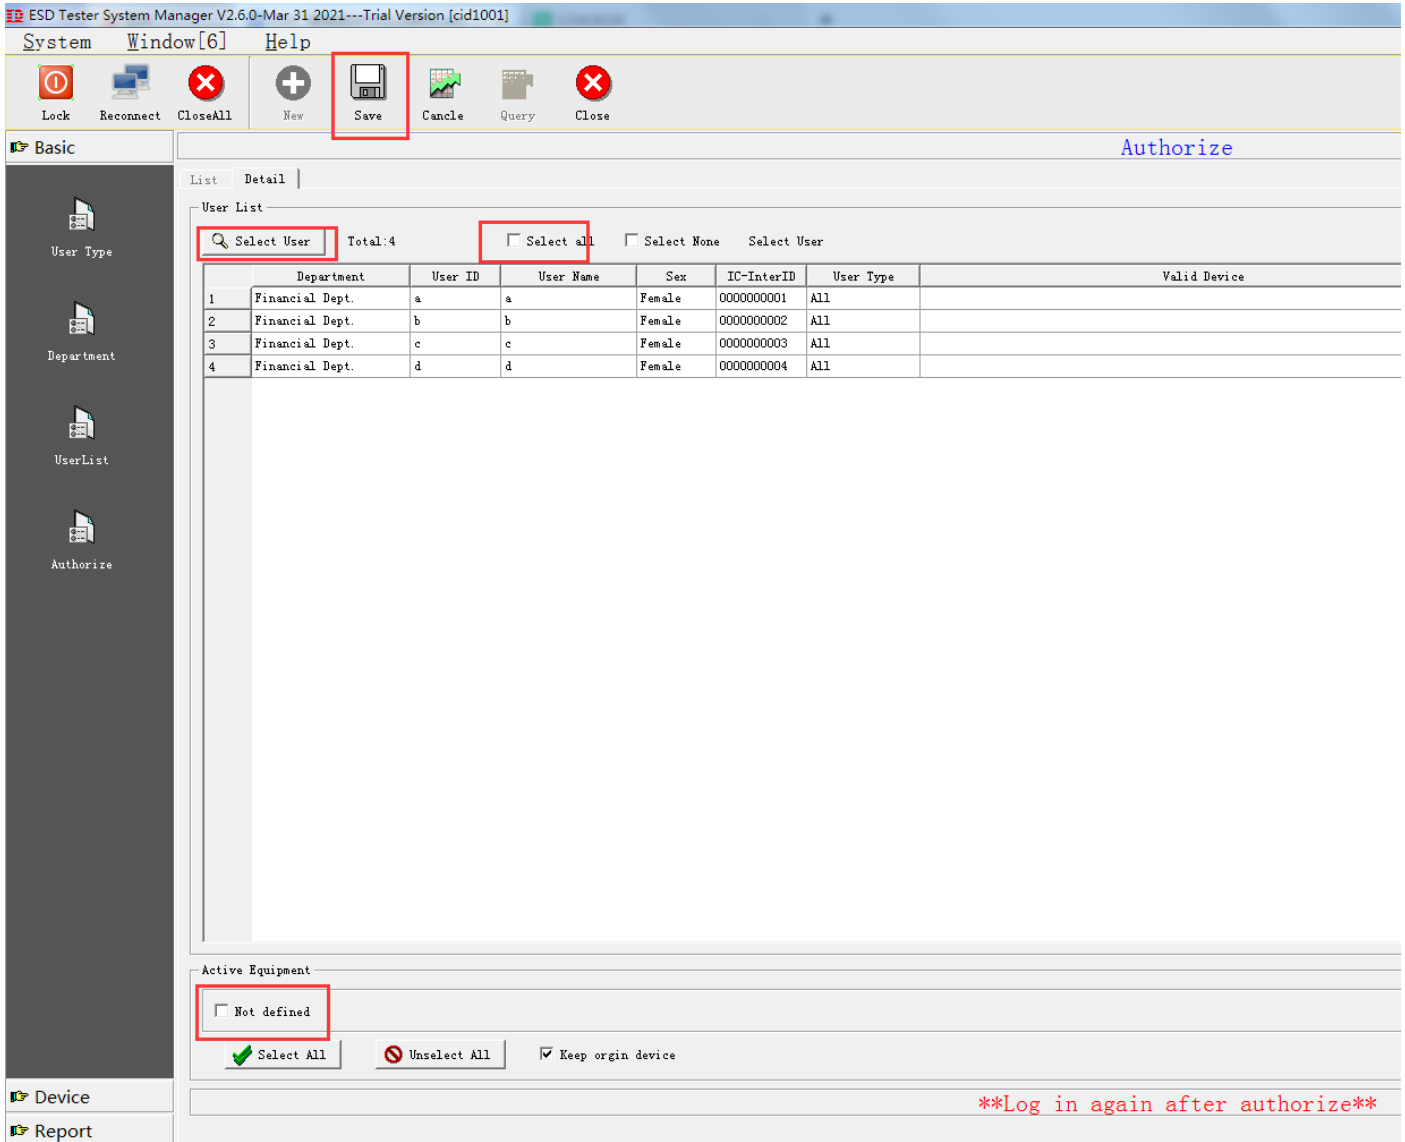 ESD Tester System Manager V2.6.0-Mar 31 2021---Trial Version [cid1001]
System Window[6] Help
Lock Reconnect CloseAll New Save Cancle Query Close
Basic
Authorize
List Detail
User List
Select User Total:4 Select all Select None Select User
Department User ID User Name Sex IC-InterID User Type Valid Device
1 Financial Dept. a a Female 0000000001 All
2 Financial Dept. b b Female 0000000002 All
3 Financial Dept. c c Female 0000000003 All
4 Financial Dept. d d Female 0000000004 All
User Type
Department
UserList
Authorize
Active Equipment
Not defined
Select All Unselect All Keep orgin device
Device
**Log in again after authorize**
Report